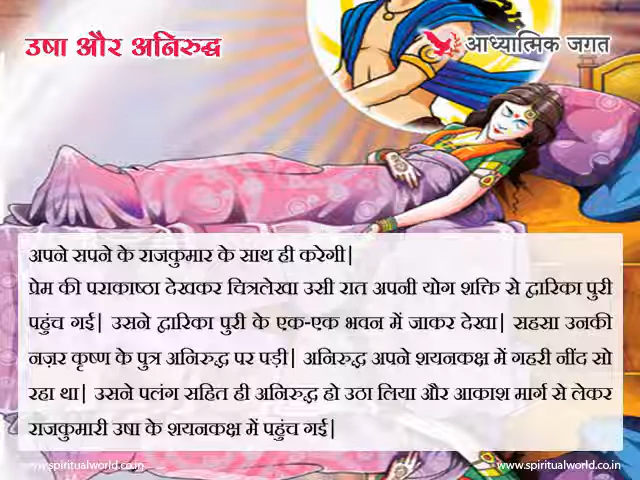 उषा और अनिरुद्ध
आध्यात्मिक जगत
अपने सपने के राजकुमार के साथ ही करेगी|
प्रेम की पराकाष्ठा देखकर चित्रलेखा उसी रात अपनी योग शक्ति से द्वारिका पुरी
पहुंच गई| उसने द्वारिका पुरी के एक-एक भवन में जाकर देखा| सहसा उनकी
नज़र कृष्ण के पुत्र अनिरुद्ध पर पड़ी| अनिरुद्ध अपने शयनकक्ष में गहरी नींद सो
रहा था| उसने पलंग सहित ही अनिरुद्ध हो उठा लिया और आकाश मार्ग से लेकर
राजकुमारी उषा के शयनकक्ष में पहुंच गई|
www.spiritualworld.co.in
www.spiritualworld.co.in